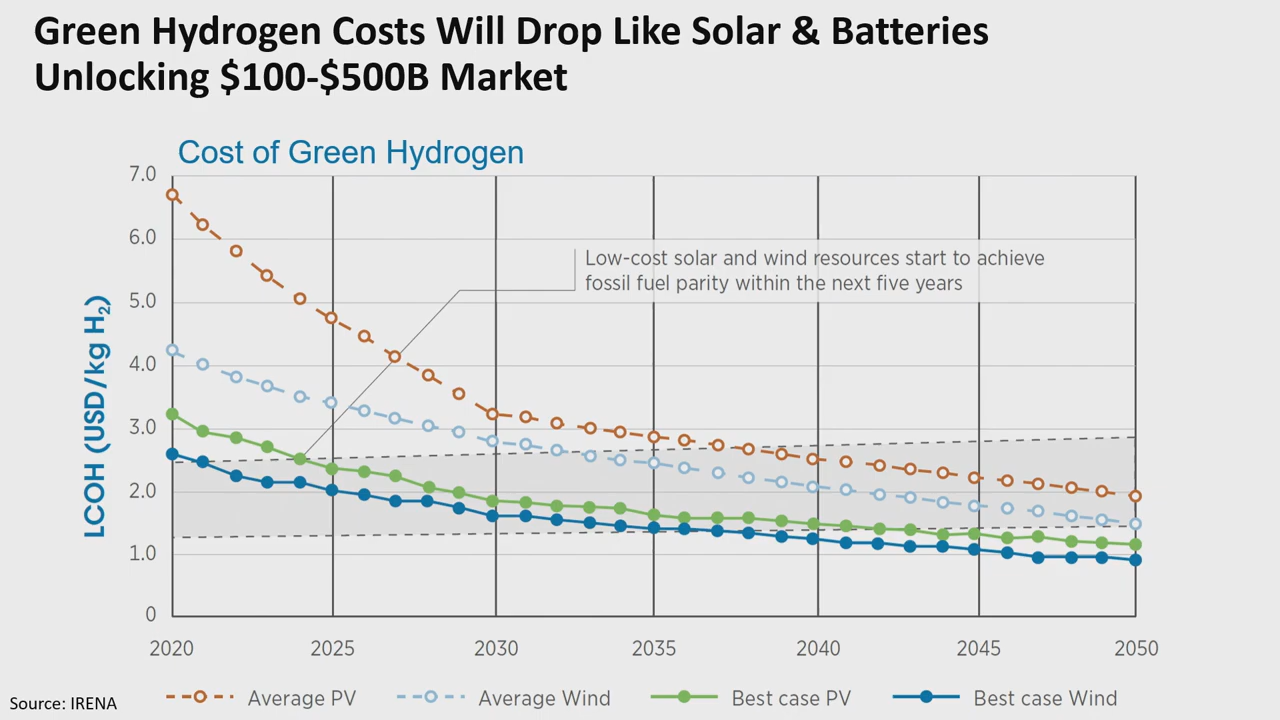 Green Hydrogen Costs Will Drop Like Solar & Batteries
Unlocking $100-$500B Market
Cost of Green Hydrogen
LCOH (USD/kg H₂)
7.0
6.0
5.0
4.0
3.0
2.0
1.0
0
Low-cost solar and wind resources start to achieve
fossil fuel parity within the next five years
2020 2025 2030 2035 2040 2045 2050
Average PV Average Wind Best case PV Best case Wind
Source: IRENA